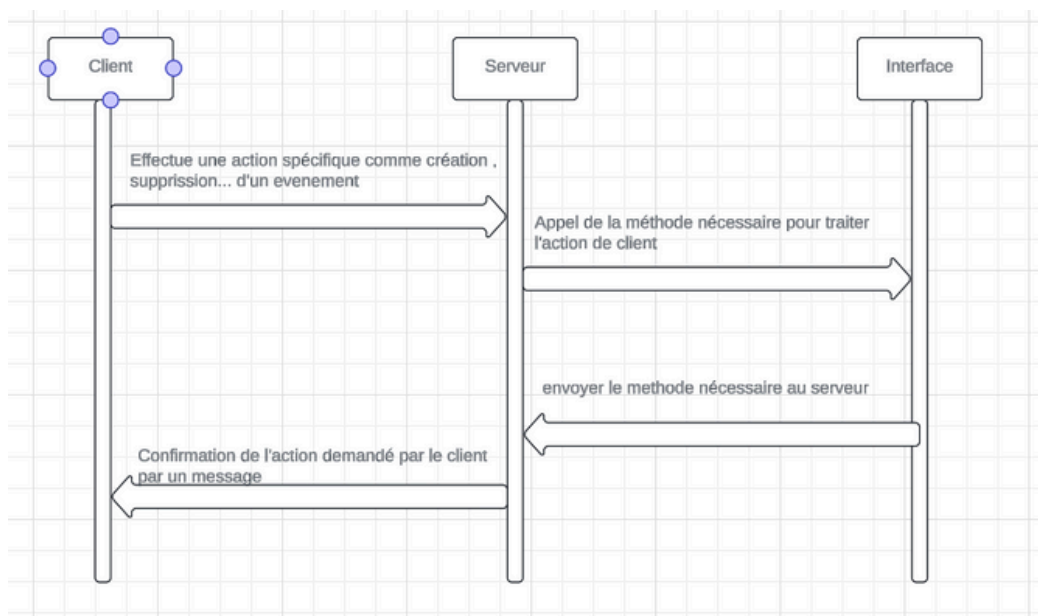 Client
Serveur
Interface
Effectue une action spécifique comme création ,
supprission... d'un evenement
Appel de la méthode nécessaire pour traiter
l'action de client
envoyer le methode nécessaire au serveur
Confirmation de l'action demandé par le client
par un message